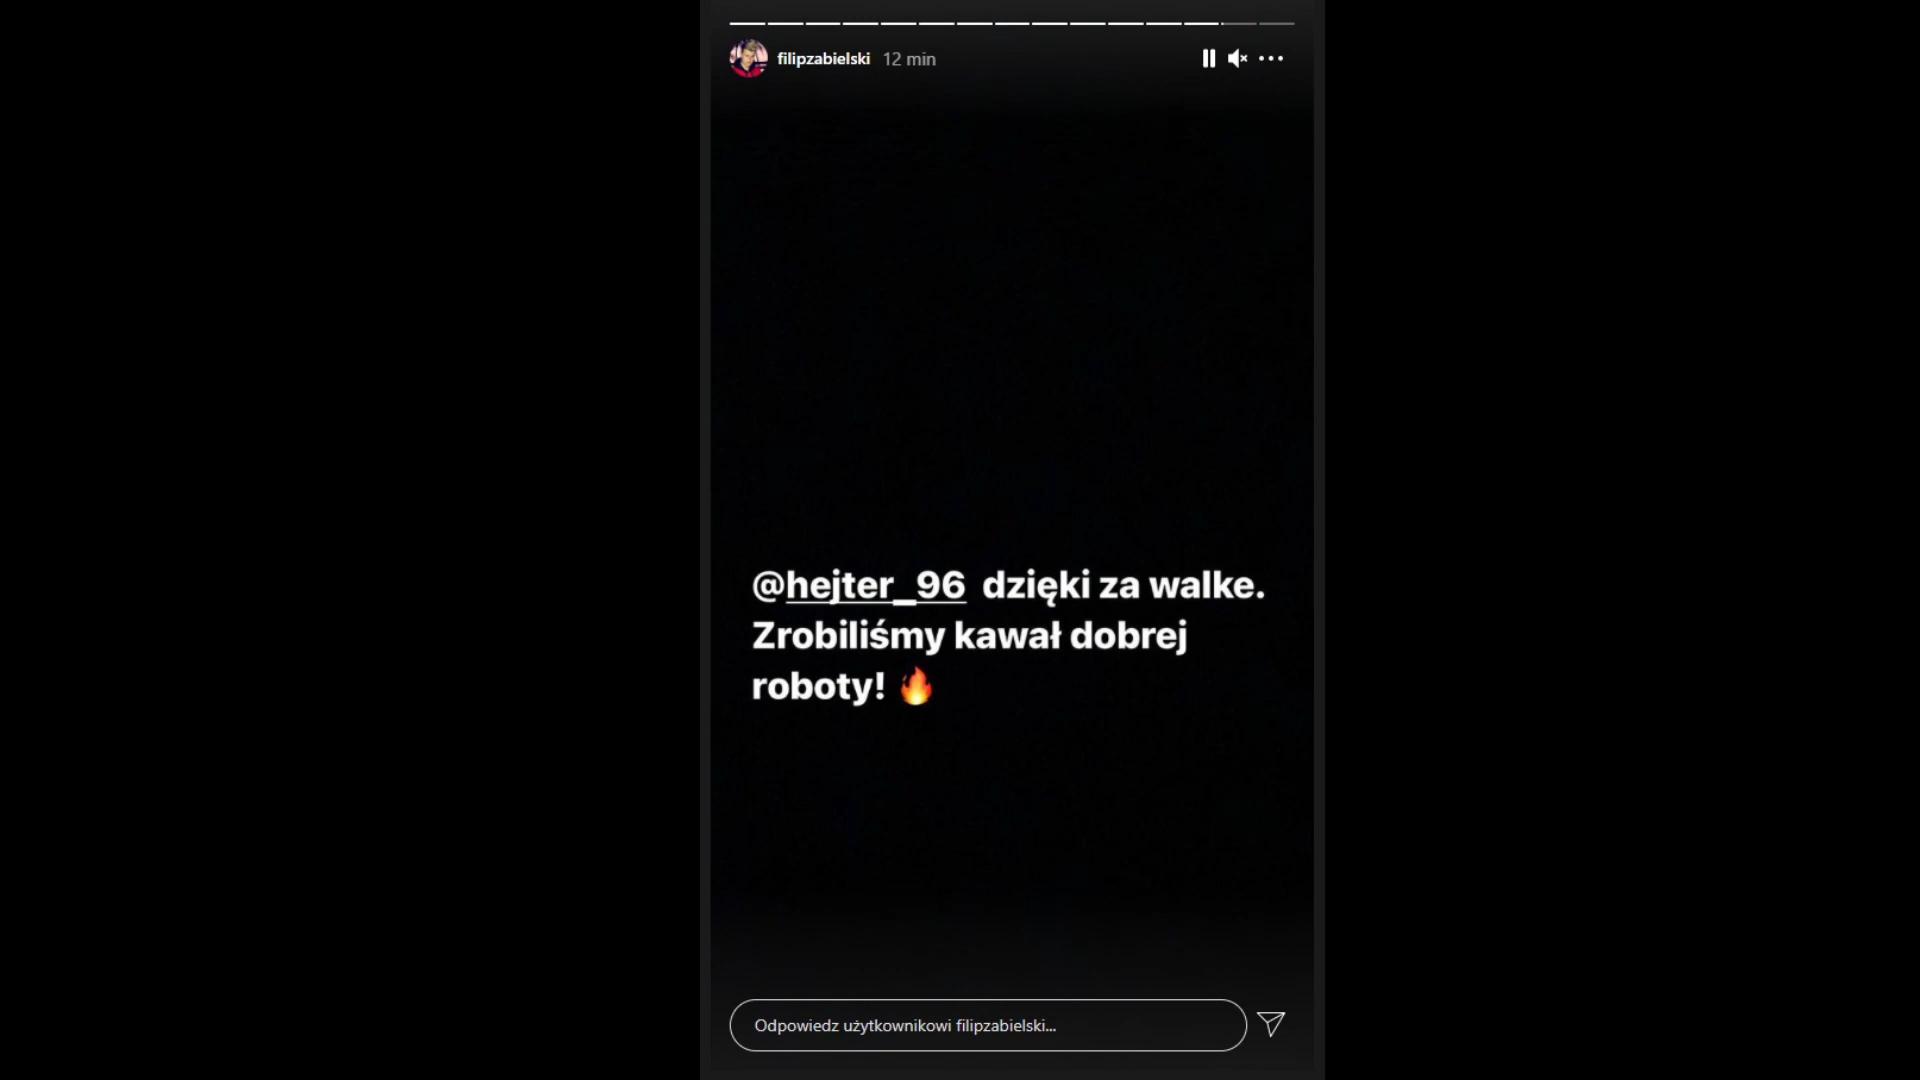 filipzabielski 12 min
@hejter_96 dzięki za walke.
Zrobiliśmy kawał dobrej
roboty! 🔥
Odpowiedz użytkownikowi filipzabielski...